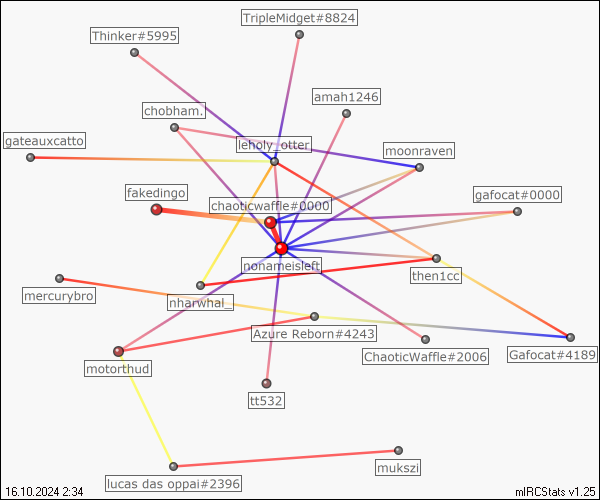 TripleMidget#8824
Thinker#5995
amah1246
chobham.
gateauxcatto
leholy_otter
moonraven
fakedingo
chaoticwaffle#0000
gafocat#0000
nonameisleft
then1cc
mercurybro
nharwhal_
Azure Reborn#4243
ChaoticWaffle#2006
Gafocat#4189
motorthud
tt532
mukszi
lucas das oppai#2396
16.10.2024 2:34
mIRCStats v1.25